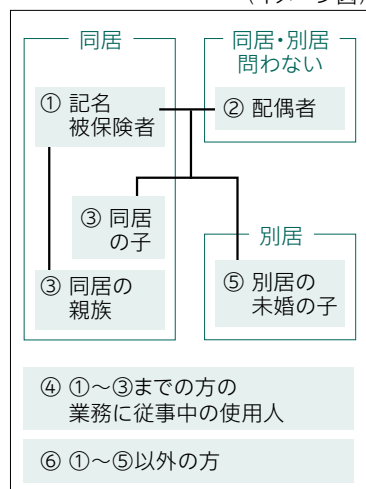 (イメージ図)
同居
同居・別居
問わない
① 記名
被保険者
② 配偶者
③ 同居
の子
別居
③ 同居の
親族
⑤ 別居の
未婚の子
④ ①～③までの方の
業務に従事中の使用人
⑥ ①～⑤以外の方